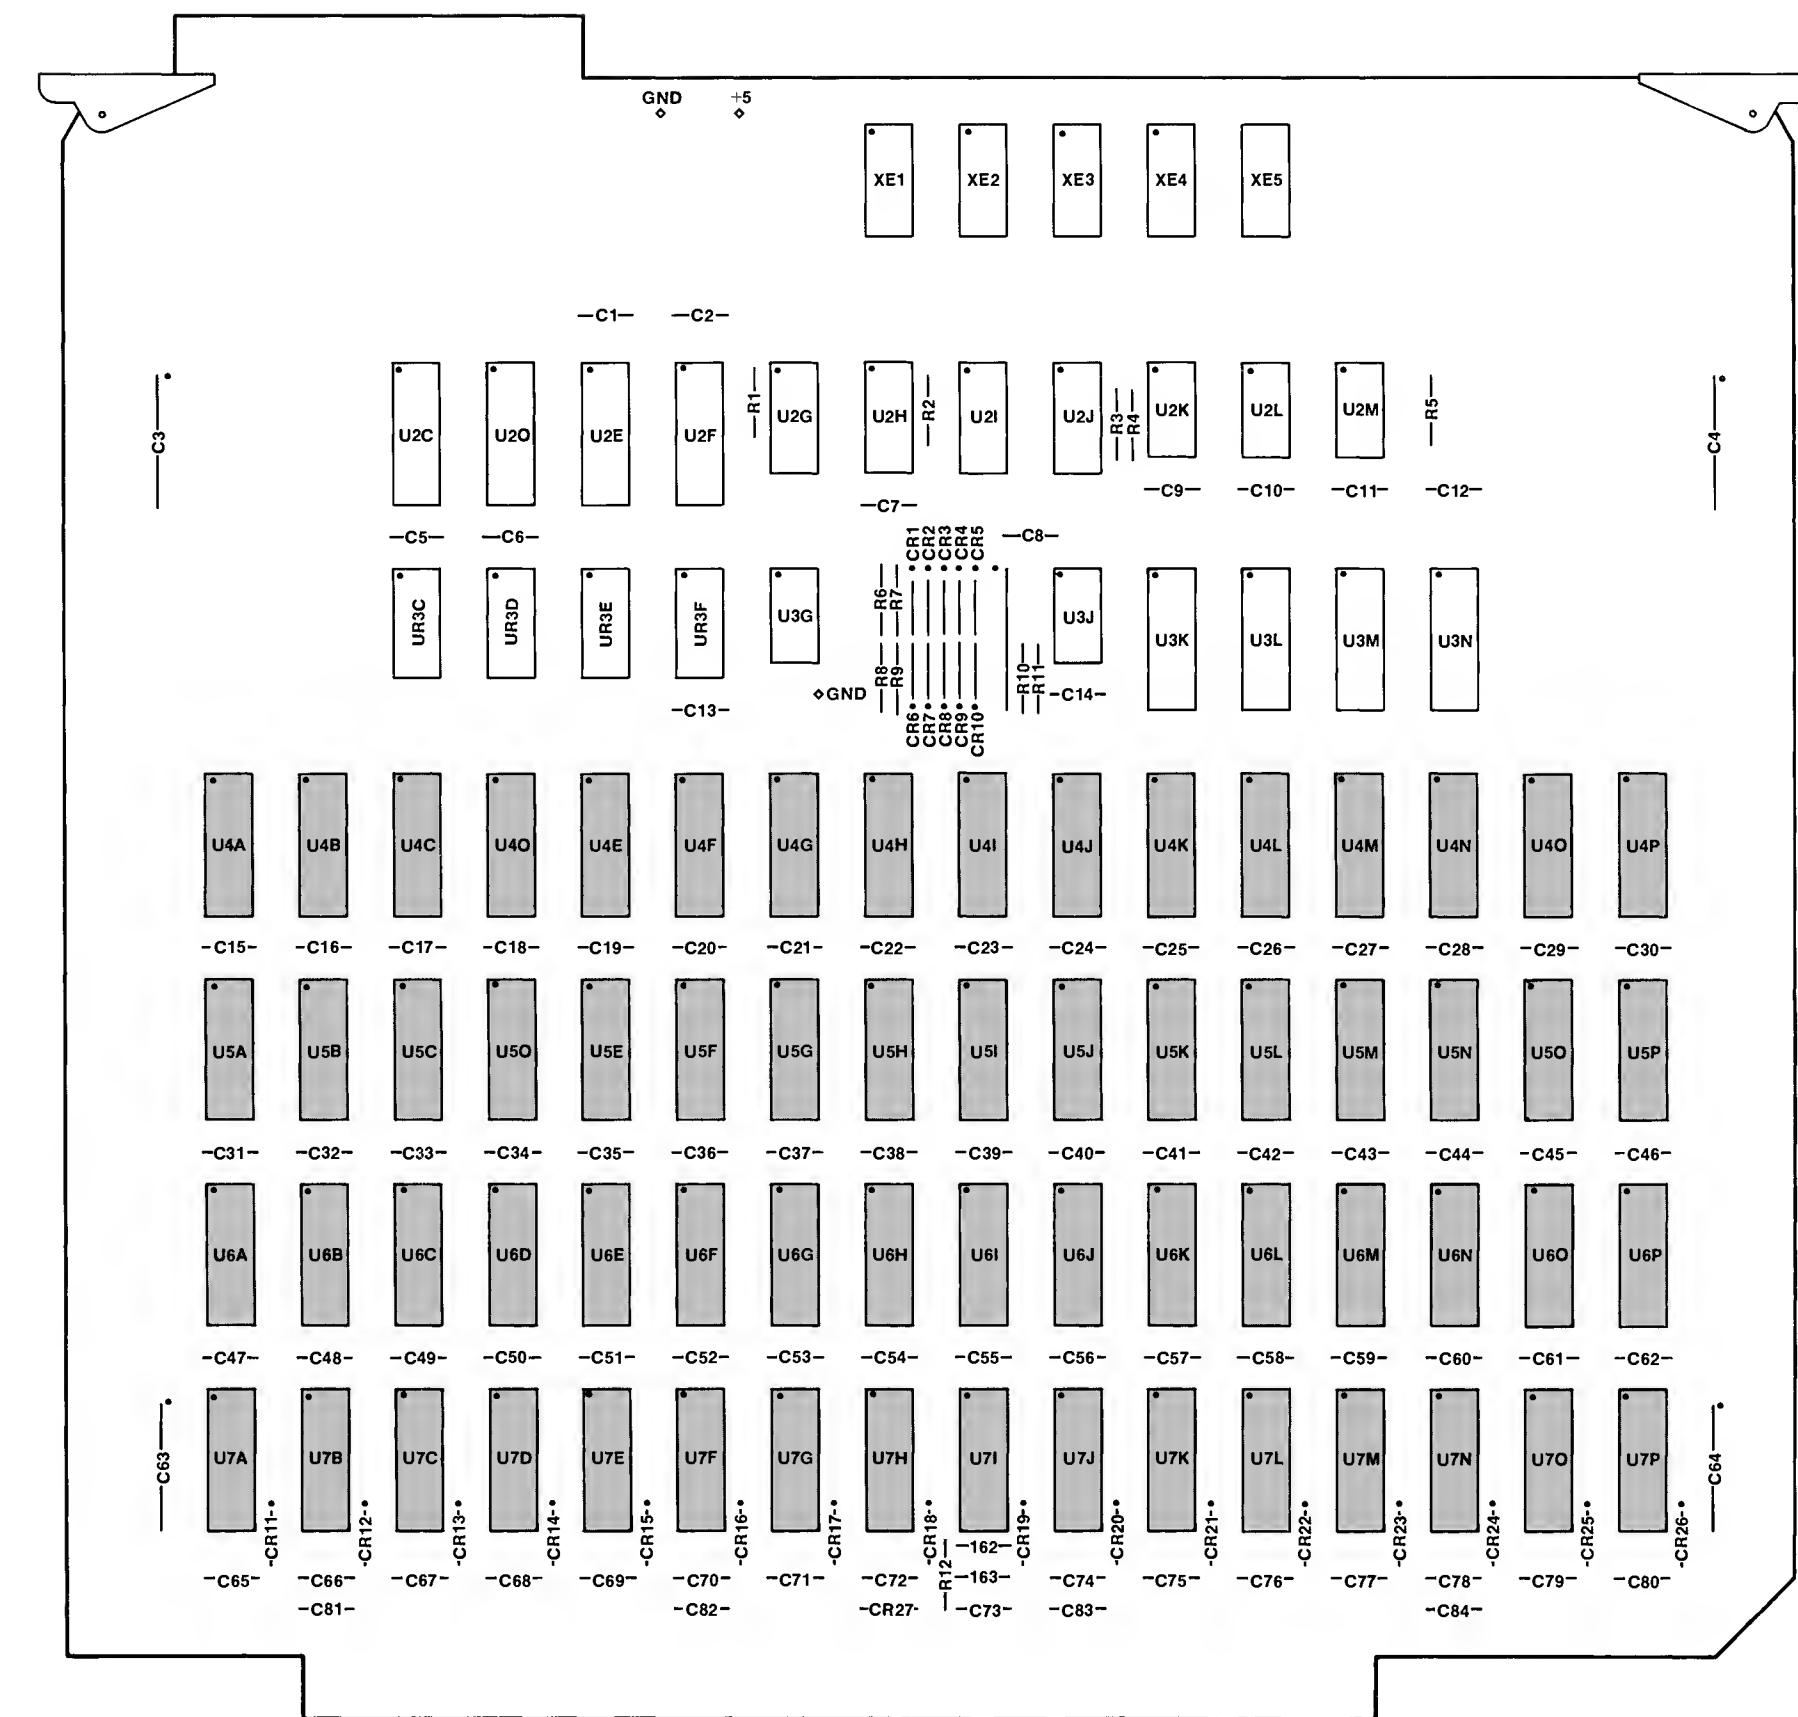 GND +5
XE1 XE2 XE3 XE4 XE5
–C1– –C2–
C3 U2C U2O U2E U2F R1 U2G U2H R2 U2I U2J R3 R4 U2K U2L U2M R5 C4
–C9– –C10– –C11– –C12–
–C7–
–C5– –C6– CR1 CR2 CR3 CR4 CR5 –C8–
UR3C UR3D UR3E UR3F U3G R6 R7 U3J U3K U3L U3M U3N
GND R8 R9 R10 R11 –C14–
–C13– CR6 CR7 CR8 CR9 CR10
U4A U4B U4C U4O U4E U4F U4G U4H U4I U4J U4K U4L U4M U4N U4O U4P
–C15– –C16– –C17– –C18– –C19– –C20– –C21– –C22– –C23– –C24– –C25– –C26– –C27– –C28– –C29– –C30–
U5A U5B U5C U5O U5E U5F U5G U5H U5I U5J U5K U5L U5M U5N U5O U5P
–C31– –C32– –C33– –C34– –C35– –C36– –C37– –C38– –C39– –C40– –C41– –C42– –C43– –C44– –C45– –C46–
U6A U6B U6C U6D U6E U6F U6G U6H U6I U6J U6K U6L U6M U6N U6O U6P
–C47– –C48– –C49– –C50– –C51– –C52– –C53– –C54– –C55– –C56– –C57– –C58– –C59– –C60– –C61– –C62–
C63 U7A U7B U7C U7D U7E U7F U7G U7H U7I U7J U7K U7L U7M U7N U7O U7P C64
-CR11- -CR12- -CR13- -CR14- -CR15- -CR16- -CR17- -CR18- -CR19- -CR20- -CR21- -CR22- -CR23- -CR24- -CR25- -CR26-
–162–
–C65– –C66– –C67– –C68– –C69– –C70– –C71– –C72– R12 –163– –C74– –C75– –C76– –C77– –C78– –C79– –C80–
–C81– –C82– –CR27- –C73– –C83– –C84–